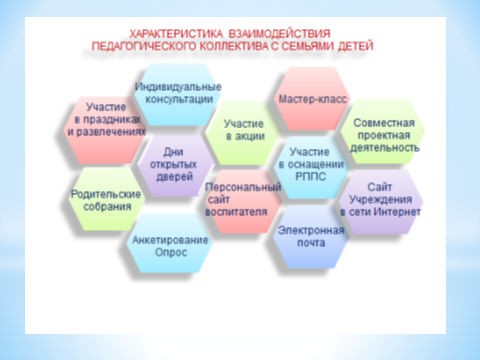 ХАРАКТЕРИСТИКА ВЗАИМОДЕЙСТВИЯ
ПЕДАГОГИЧЕСКОГО КОЛЛЕКТИВА С СЕМЬЯМИ ДЕТЕЙ
Индивидуальные
консультации
Мастер-класс
Участие
в праздниках
и развлечениях
Участие
в акции
Совместная
проектная
деятельность
Дни
открытых
дверей
Участие
в оснащении
РППС
Родительские
собрания
Персональный
сайт
воспитателя
Сайт
Учреждения
в сети Интернет
Анкетирование
Опрос
Электронная
почта